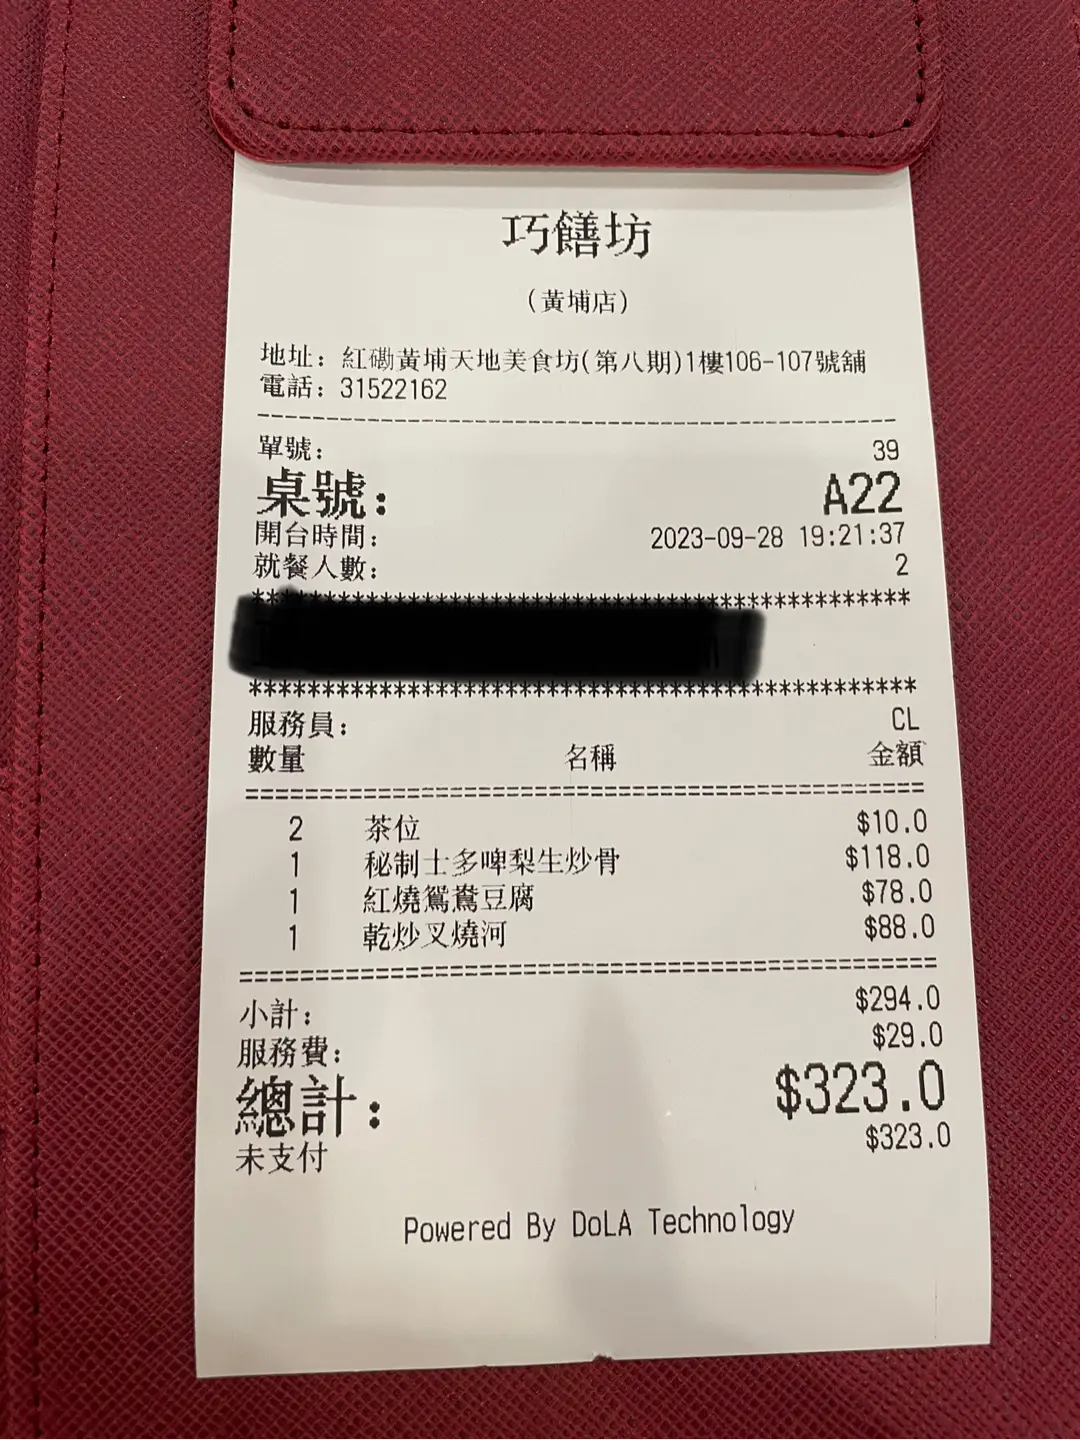 巧饍坊
(黃埔店)
地址: 紅磡黃埔天地美食坊(第八期)1樓106-107號舖
電話: 31522162
單號: 39
桌號: A22
開台時間: 2023-09-28 19:21:37
就餐人數: 2
服務員: CL
數量 名稱 金額
2 茶位 $10.0
1 秘制士多啤梨生炒骨 $118.0
1 紅燒鴛鴦豆腐 $78.0
1 乾炒叉燒河 $88.0
小計: $294.0
服務費: $29.0
總計: $323.0
未支付 $323.0
Powered By DoLA Technology